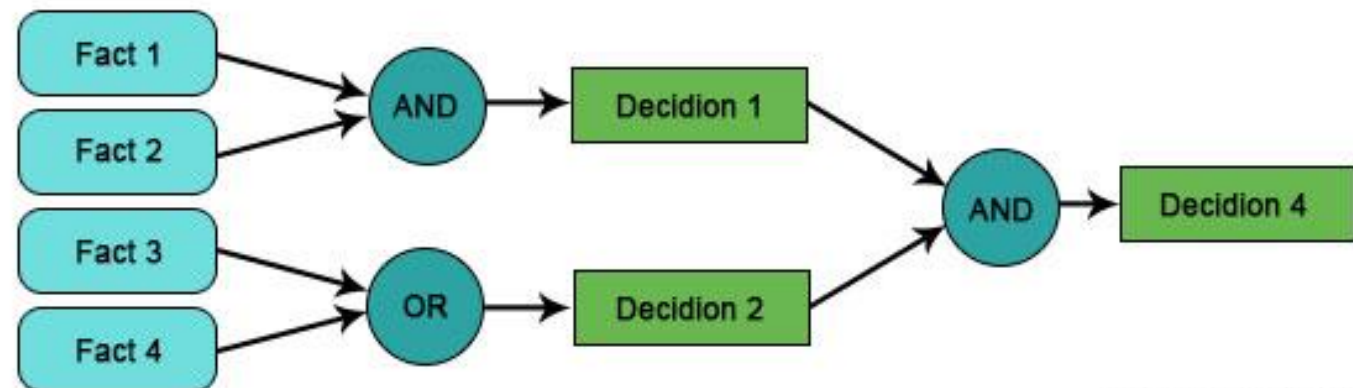 Fact 1
Fact 2
AND
Decidion 1
Fact 3
Fact 4
OR
Decidion 2
AND
Decidion 4